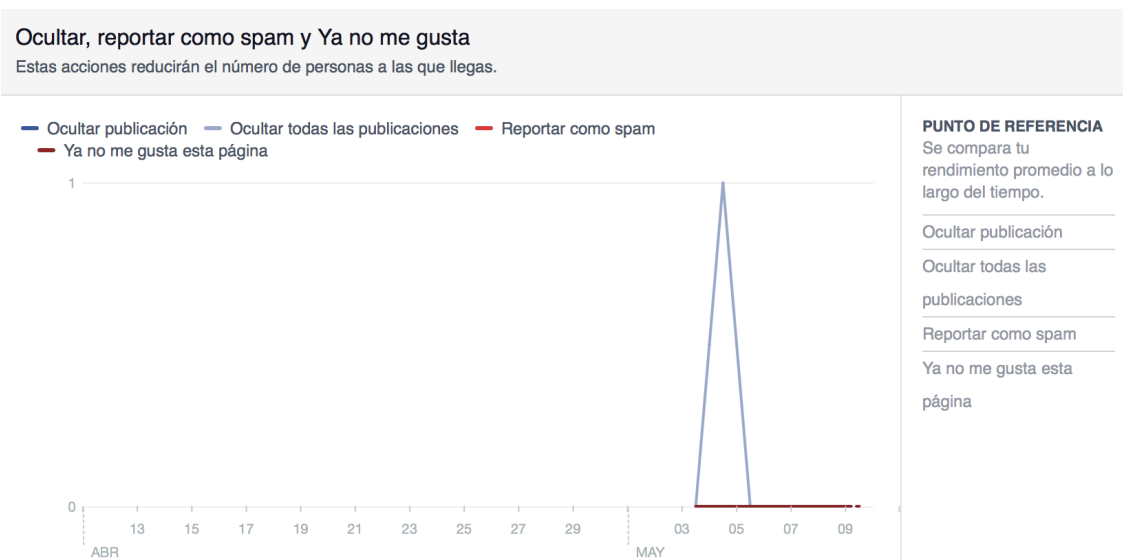 Ocultar, reportar como spam y Ya no me gusta
Estas acciones reducirán el número de personas a las que llegas.
Ocultar publicación Ocultar todas las publicaciones Reportar como spam
Ya no me gusta esta página
1
0
13 15 17 19 21 23 25 27 29 03 05 07 09
ABR MAY
PUNTO DE REFERENCIA
Se compara tu
rendimiento promedio a lo
largo del tiempo.
Ocultar publicación
Ocultar todas las
publicaciones
Reportar como spam
Ya no me gusta esta
página